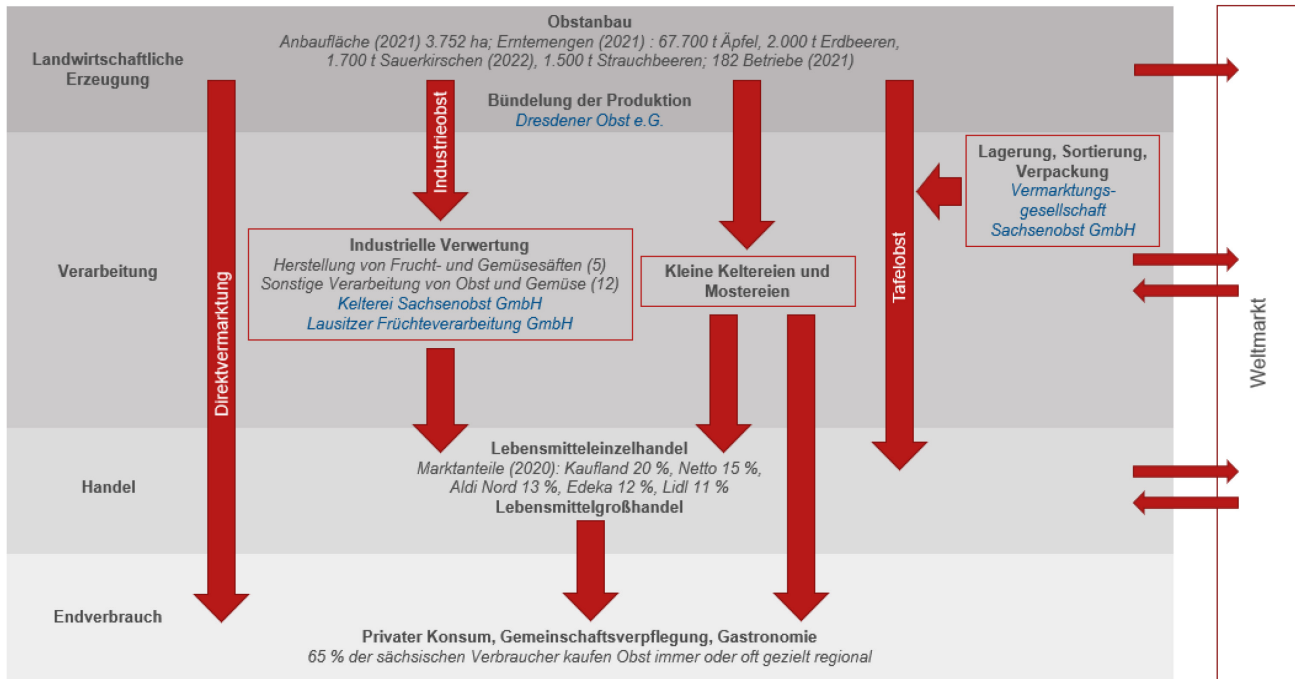 Obstanbau
Anbaufläche (2021) 3.752 ha; Erntemengen (2021) : 67.700 t Äpfel, 2.000 t Erdbeeren,
1.700 t Sauerkirschen (2022), 1.500 t Strauchbeeren; 182 Betriebe (2021)
Landwirtschaftliche
Erzeugung
Bündelung der Produktion
Dresdener Obst e.G.
Industrieobst
Lagerung, Sortierung,
Verpackung
Vermarktungs-
gesellschaft
Sachsenobst GmbH
Verarbeitung
Industrielle Verwertung
Herstellung von Frucht- und Gemüsesäften (5)
Sonstige Verarbeitung von Obst und Gemüse (12)
Kelterei Sachsenobst GmbH
Lausitzer Früchteverarbeitung GmbH
Kleine Keltereien und
Mostereien
Tafelobst
Direktvermarktung
Weltmarkt
Handel
Lebensmitteleinzelhandel
Marktanteile (2020): Kaufland 20 %, Netto 15 %,
Aldi Nord 13 %, Edeka 12 %, Lidl 11 %
Lebensmittelgroßhandel
Endverbrauch
Privater Konsum, Gemeinschaftsverpflegung, Gastronomie
65 % der sächsischen Verbraucher kaufen Obst immer oder oft gezielt regional